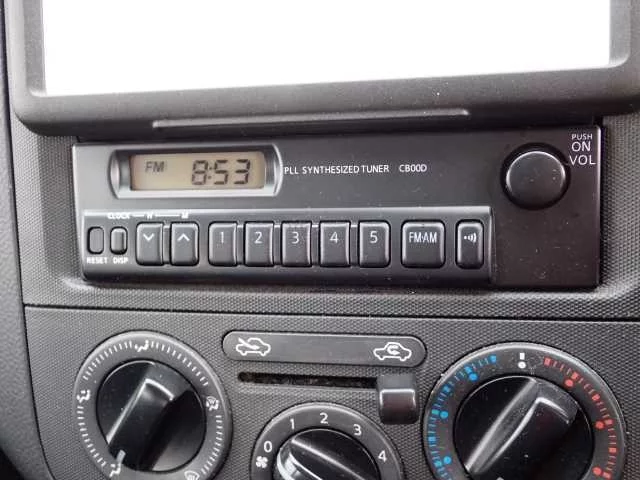 FM 8:53
PLL SYNTHESIZED TUNER CB00D
PUSH
ON
VOL
CLOCK H M
RESET DISP
1 2 3 4 5 FM·AM
0 1 2 3 4